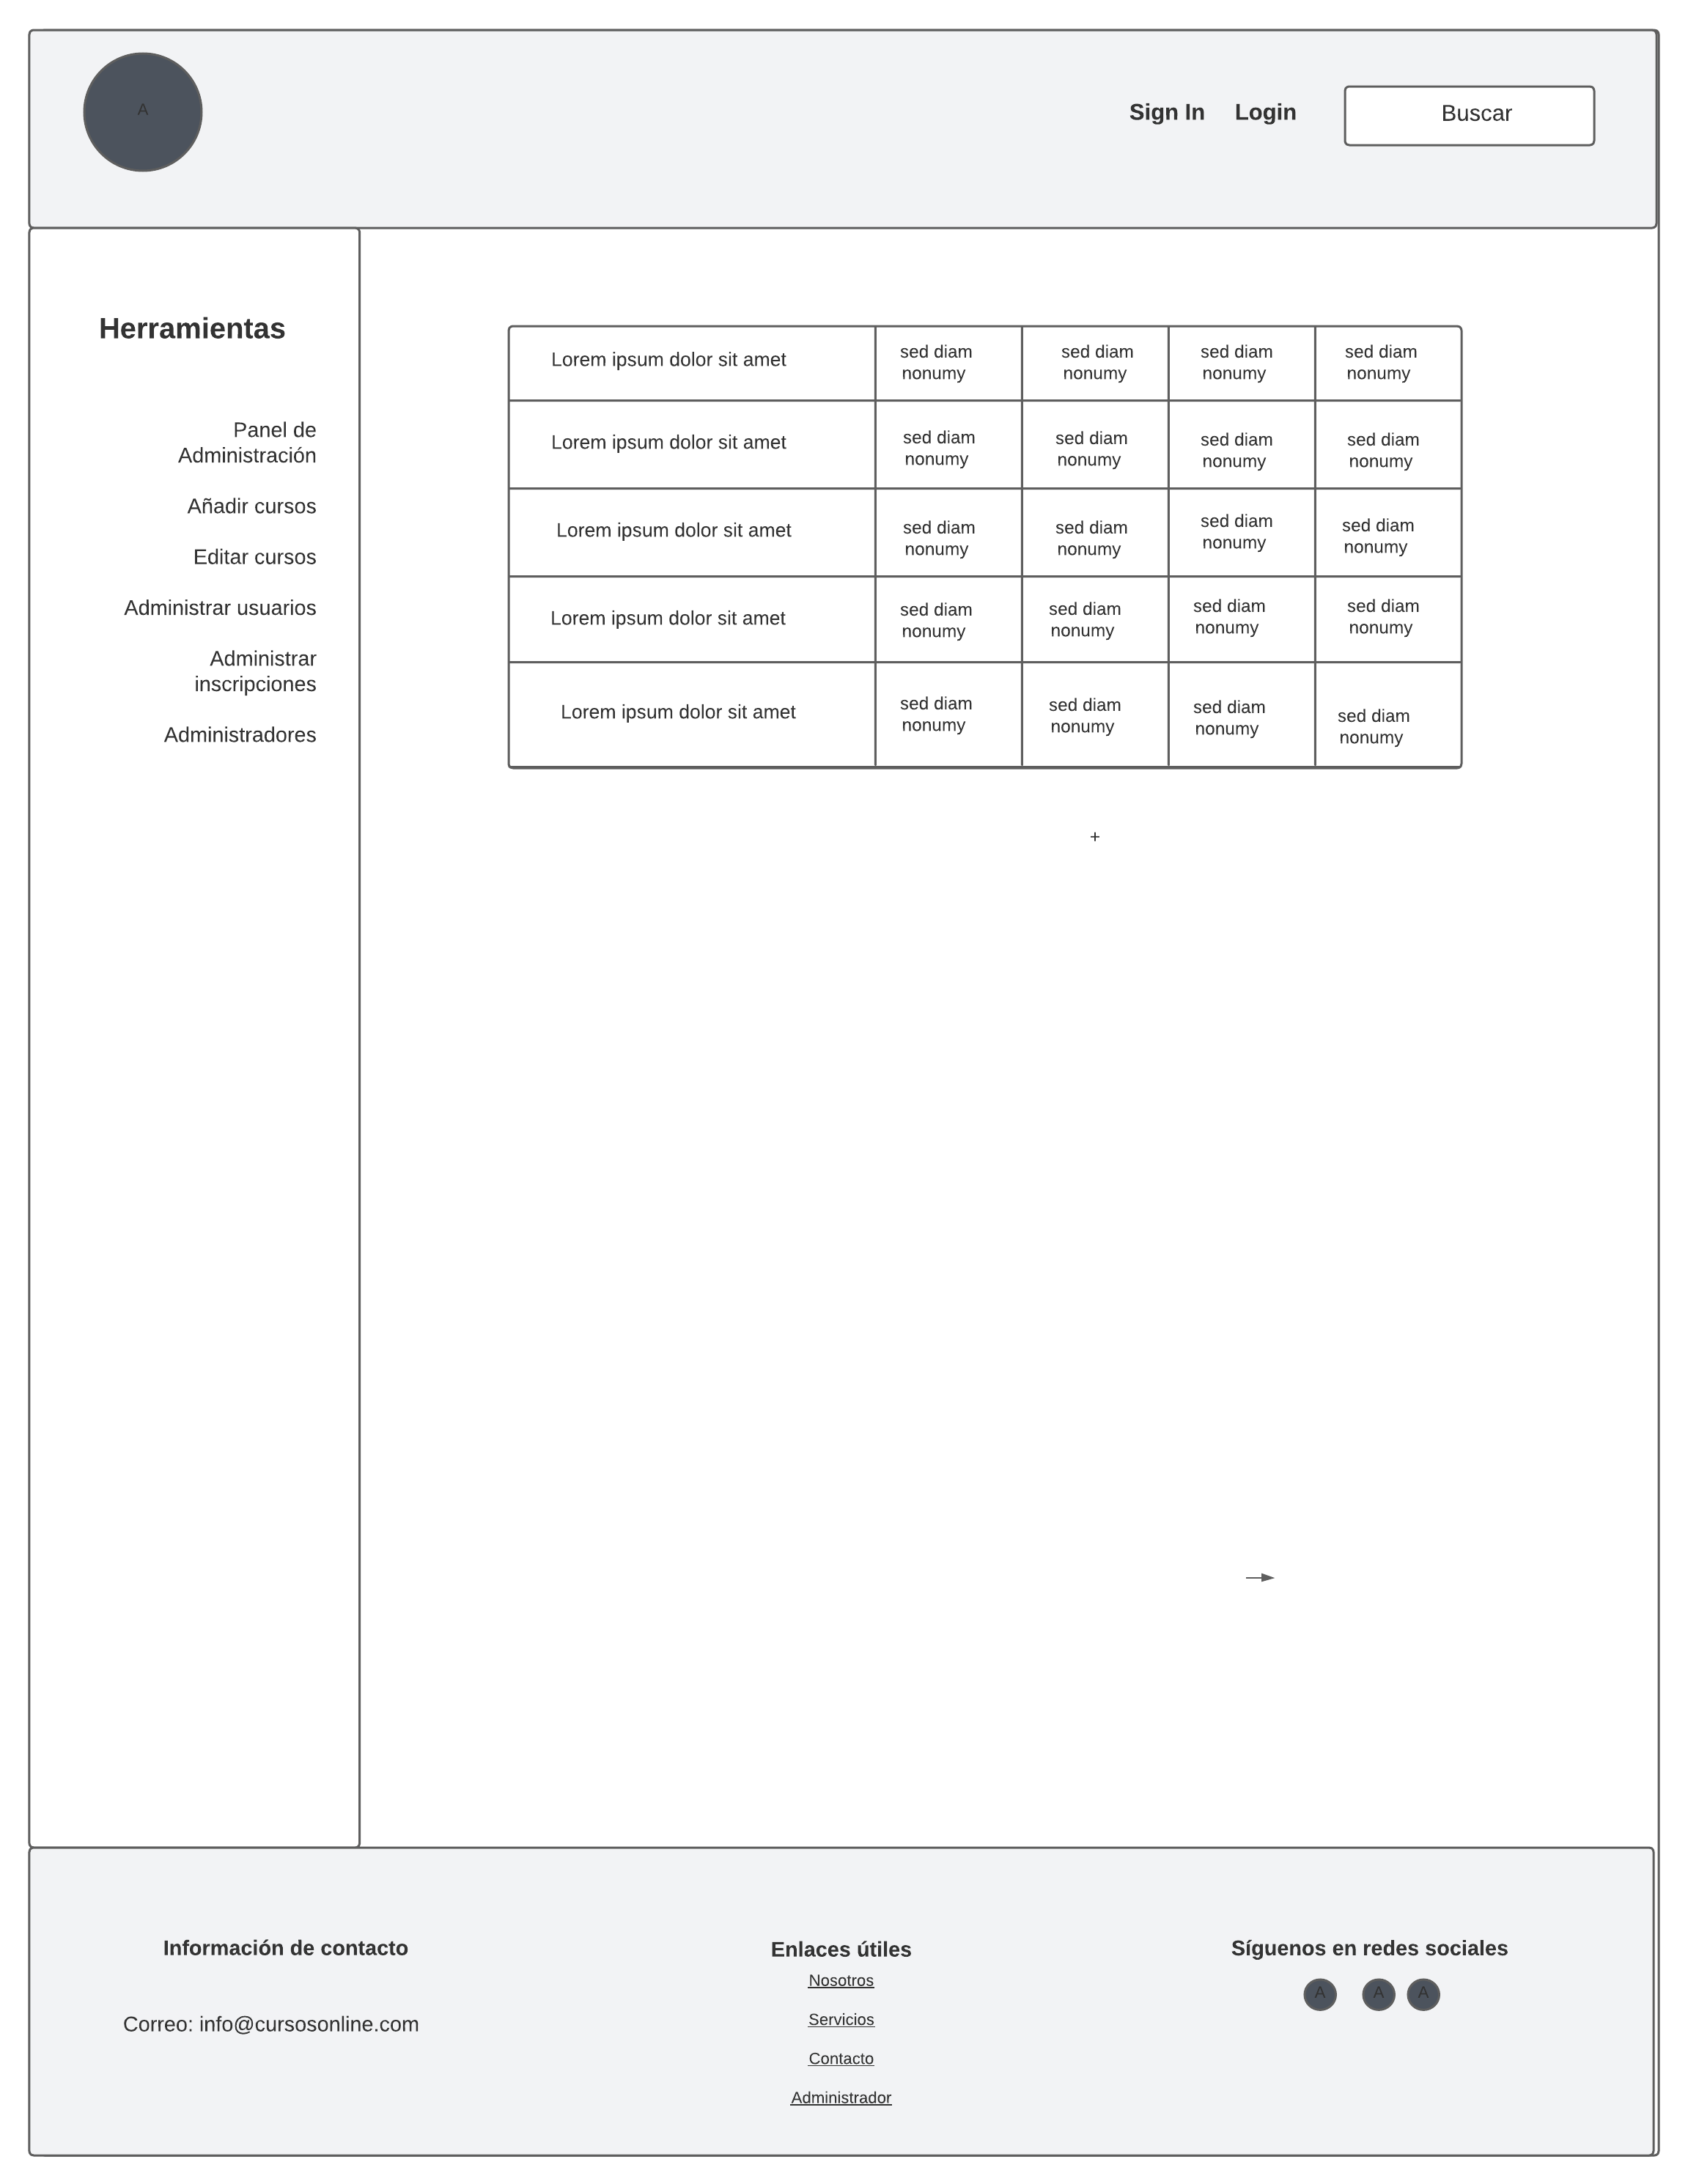 A
Sign In Login Buscar
Herramientas
Panel de
Administración
Añadir cursos
Editar cursos
Administrar usuarios
Administrar
inscripciones
Administradores
Lorem ipsum dolor sit amet
sed diam
nonumy
sed diam
nonumy
sed diam
nonumy
sed diam
nonumy
Lorem ipsum dolor sit amet
sed diam
nonumy
sed diam
nonumy
sed diam
nonumy
sed diam
nonumy
Lorem ipsum dolor sit amet
sed diam
nonumy
sed diam
nonumy
sed diam
nonumy
sed diam
nonumy
Lorem ipsum dolor sit amet
sed diam
nonumy
sed diam
nonumy
sed diam
nonumy
sed diam
nonumy
Lorem ipsum dolor sit amet
sed diam
nonumy
sed diam
nonumy
sed diam
nonumy
sed diam
nonumy
+
Información de contacto
Correo: info@cursosonline.com
Enlaces útiles
Nosotros
Servicios
Contacto
Administrador
Síguenos en redes sociales
A A A